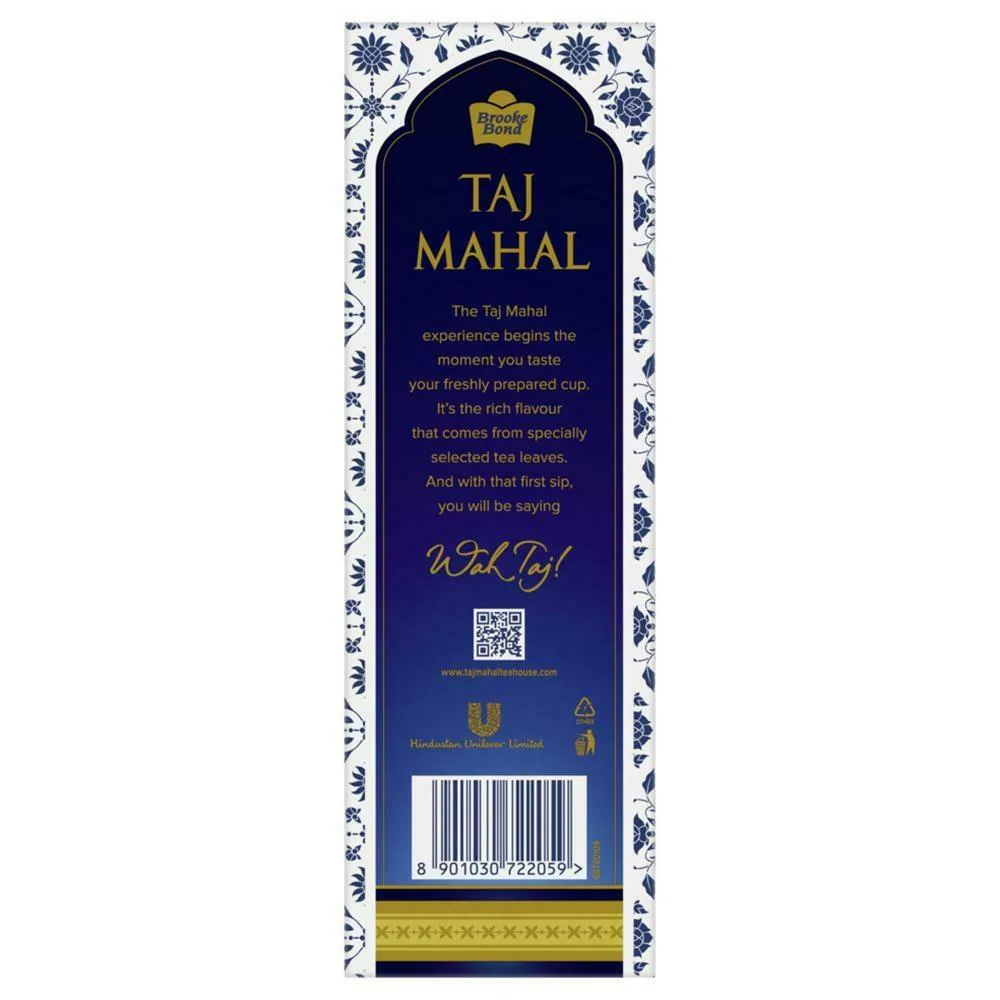 Brooke
Bond
TAJ
MAHAL
The Taj Mahal
experience begins the
moment you taste
your freshly prepared cup.
It's the rich flavour
that comes from specially
selected tea leaves.
And with that first sip,
you will be saying
Wah Taj!
www.tajmahalteahouse.com
Hindustan Unilever Limited
7
OTHER
8 901030 722059 >